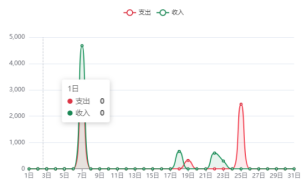 支出 收入
5,000
4,000
3,000
2,000
1,000
0
1日
支出 0
收入 0
1日 3日 5日 7日 9日 11日 13日 15日 17日 19日 21日 23日 25日 27日 29日 31日